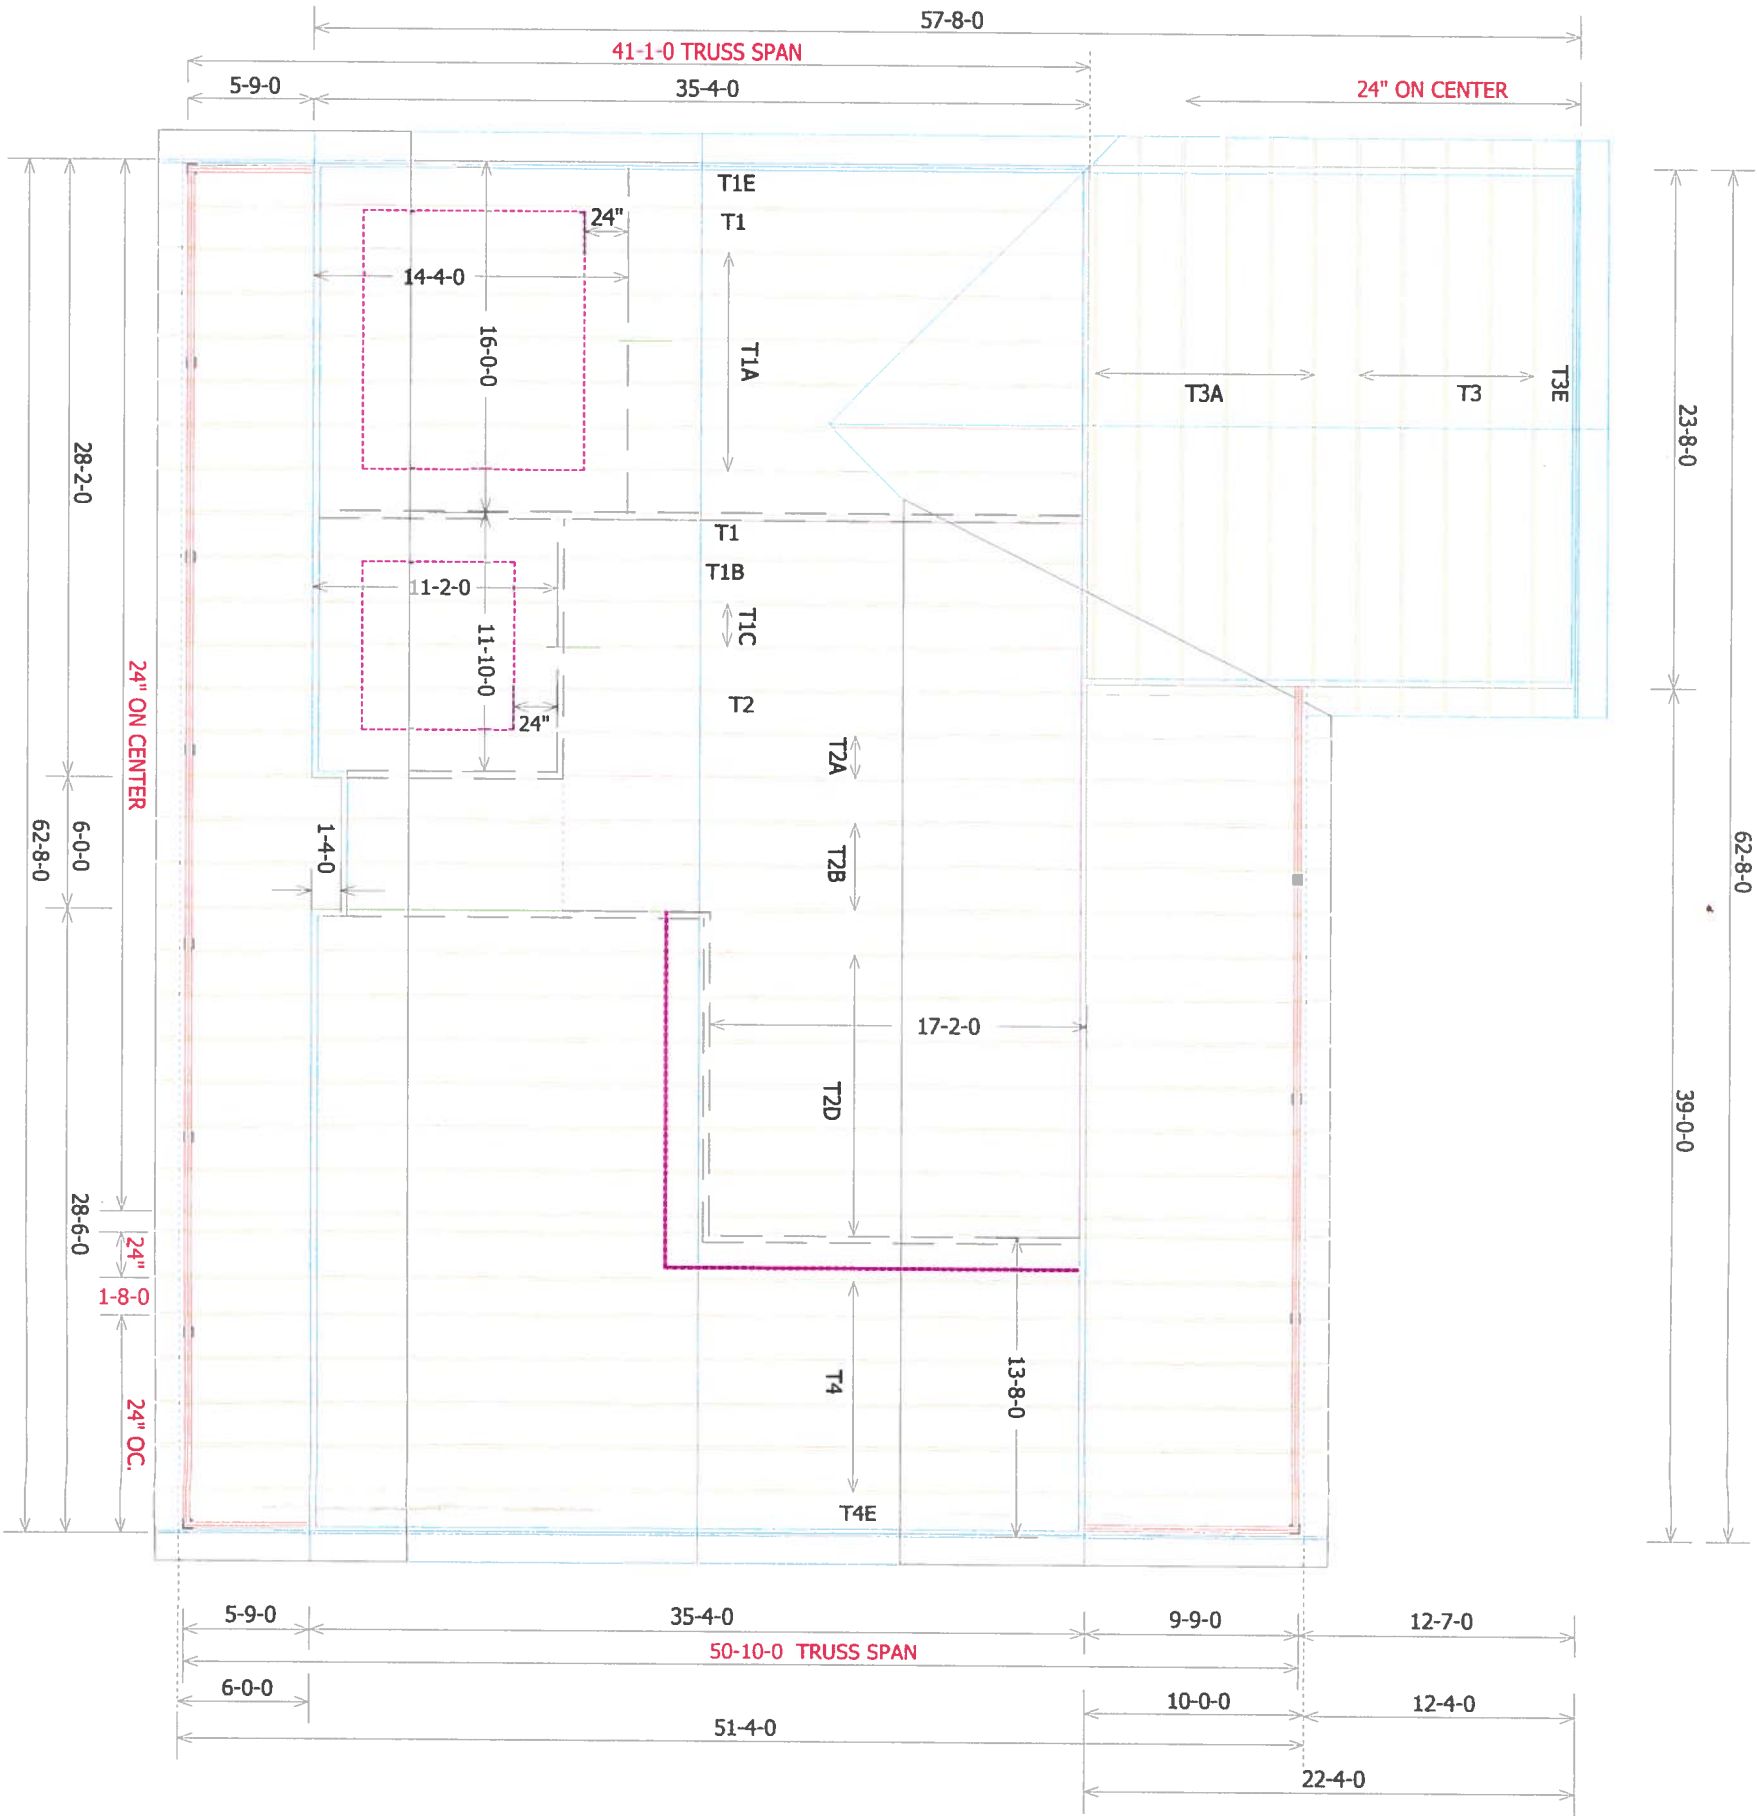 57-8-0
41-1-0 TRUSS SPAN
5-9-0
35-4-0
24" ON CENTER
T1E
T1
24"
14-4-0
16-0-0
T1A
T3A
T3
T3E
23-8-0
28-2-0
T1
T1B
11-2-0
T1C
11-10-0
T2
24"
24" ON CENTER
T2A
1-4-0
T2B
6-0-0
62-8-0
62-8-0
17-2-0
T2D
39-0-0
28-6-0
24"
1-8-0
T4
13-8-0
24" OC.
T4E
5-9-0
35-4-0
9-9-0
12-7-0
50-10-0 TRUSS SPAN
6-0-0
10-0-0
12-4-0
51-4-0
22-4-0